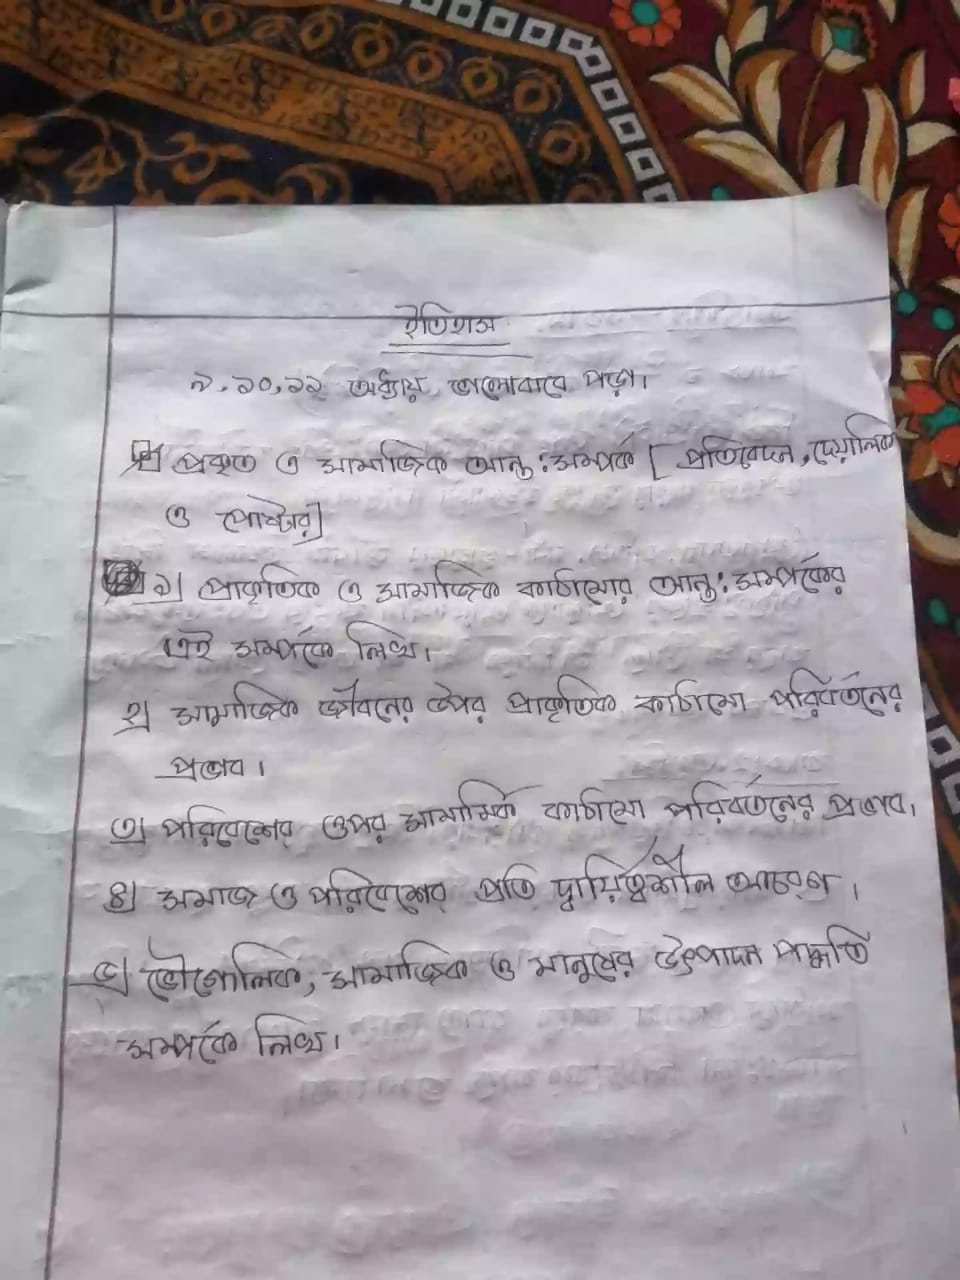 ইতিহাস
৯,১০,১২ অধ্যায় ভালোবাবে পড়া।
প্রকৃত ও সামাজিক আন্ত:সম্পর্ক [ প্রতিবেদন, দেয়ালিকা
ও পোষ্টার]
১| প্রাকৃতিক ও সামাজিক কাঠামোর আন্ত:সম্পর্কের
এই সম্পর্কে লিখ।
২| সামাজিক জীবনের উপর প্রাকৃতিক কাঠামো পরিবর্তনের
প্রভাব।
৩| পরিবেশের ওপর সামামিক কাঠামো পরিবর্তনের প্রভাব।
৪| সমাজ ও পরিবেশের প্রতি দ্বায়িত্বশীল আচরণ।
৫| ভৌগোলিক, সামাজিক ও মানুষের উৎপাদন পদ্ধতি
সম্পর্কে লিখ।